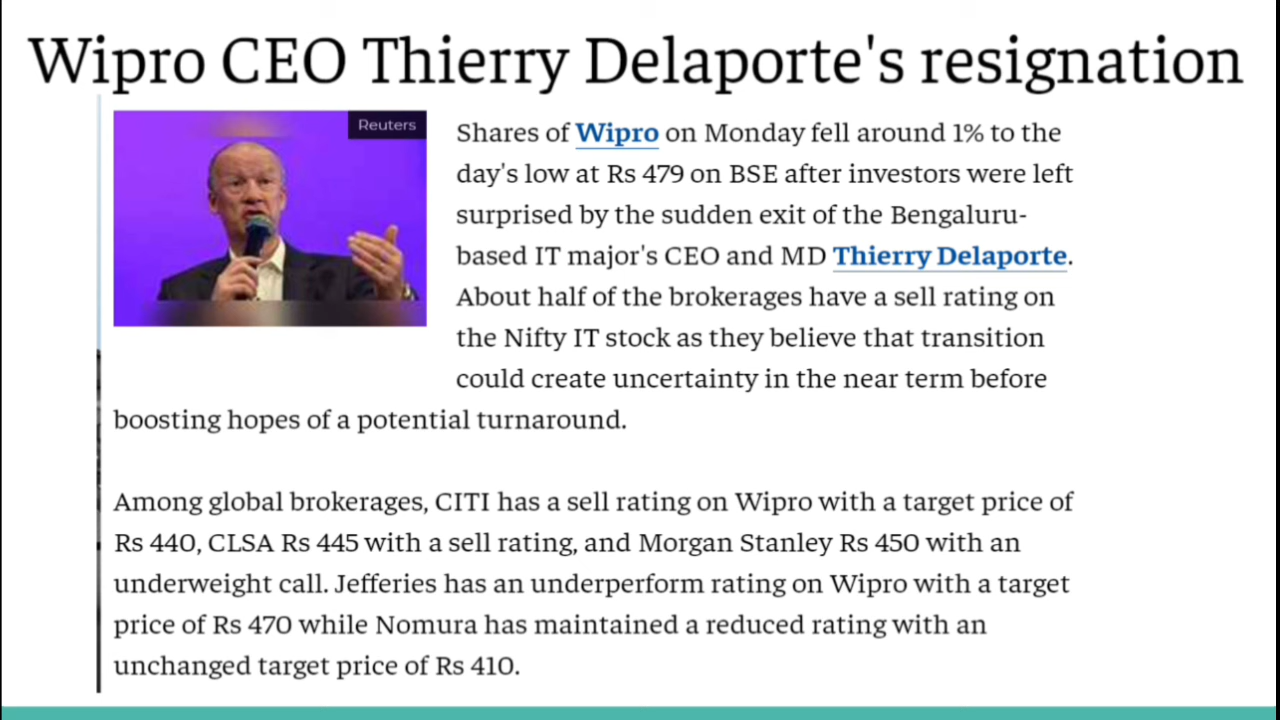 Wipro CEO Thierry Delaporte's resignation
Reuters
Shares of Wipro on Monday fell around 1% to the
day's low at Rs 479 on BSE after investors were left
surprised by the sudden exit of the Bengaluru-
based IT major's CEO and MD Thierry Delaporte.
About half of the brokerages have a sell rating on
the Nifty IT stock as they believe that transition
could create uncertainty in the near term before
boosting hopes of a potential turnaround.
Among global brokerages, CITI has a sell rating on Wipro with a target price of
Rs 440, CLSA Rs 445 with a sell rating, and Morgan Stanley Rs 450 with an
underweight call. Jefferies has an underperform rating on Wipro with a target
price of Rs 470 while Nomura has maintained a reduced rating with an
unchanged target price of Rs 410.